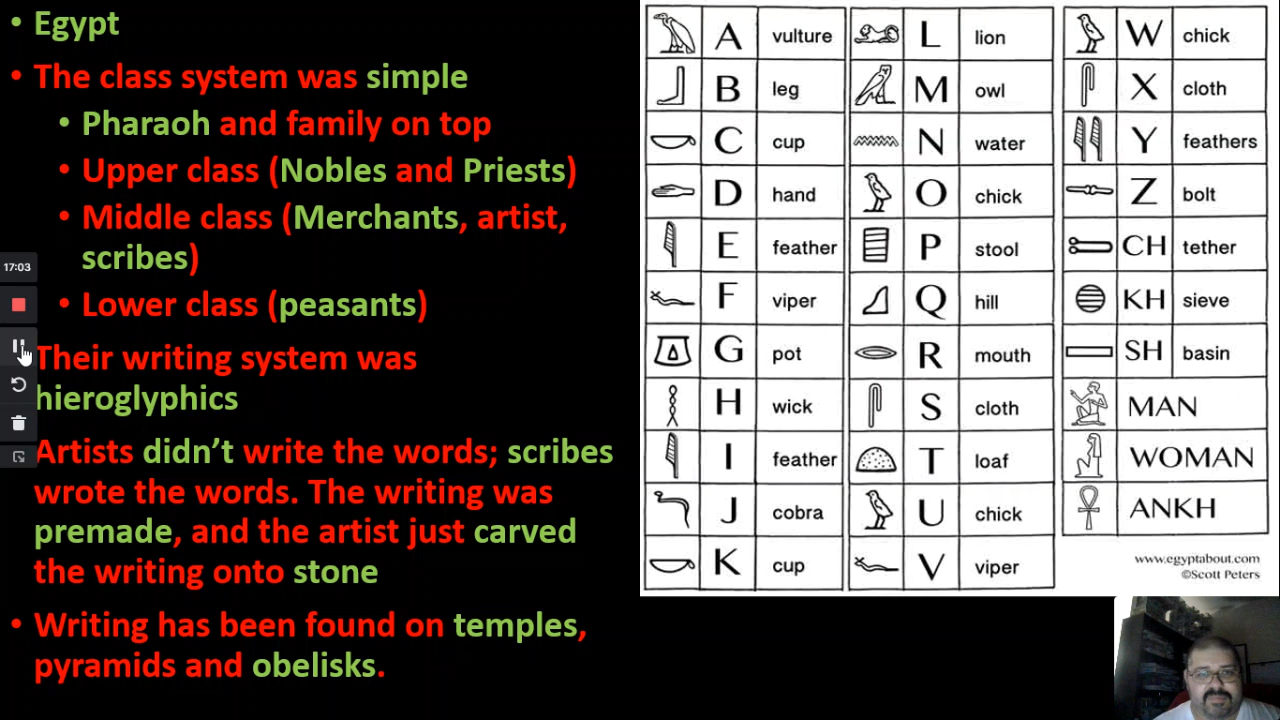 • Egypt
• The class system was simple
• Pharaoh and family on top
• Upper class (Nobles and Priests)
• Middle class (Merchants, artist,
scribes)
• Lower class (peasants)
Their writing system was
hieroglyphics
Artists didn’t write the words; scribes
wrote the words. The writing was
premade, and the artist just carved
the writing onto stone
• Writing has been found on temples,
pyramids and obelisks.
17:03
A vulture
B leg
C cup
D hand
E feather
F viper
G pot
H wick
I feather
J cobra
K cup
L lion
M owl
N water
O chick
P stool
Q hill
R mouth
S cloth
T loaf
U chick
V viper
W chick
X cloth
Y feathers
Z bolt
CH tether
KH sieve
SH basin
MAN
WOMAN
ANKH
www.egyptabout.com
©Scott Peters